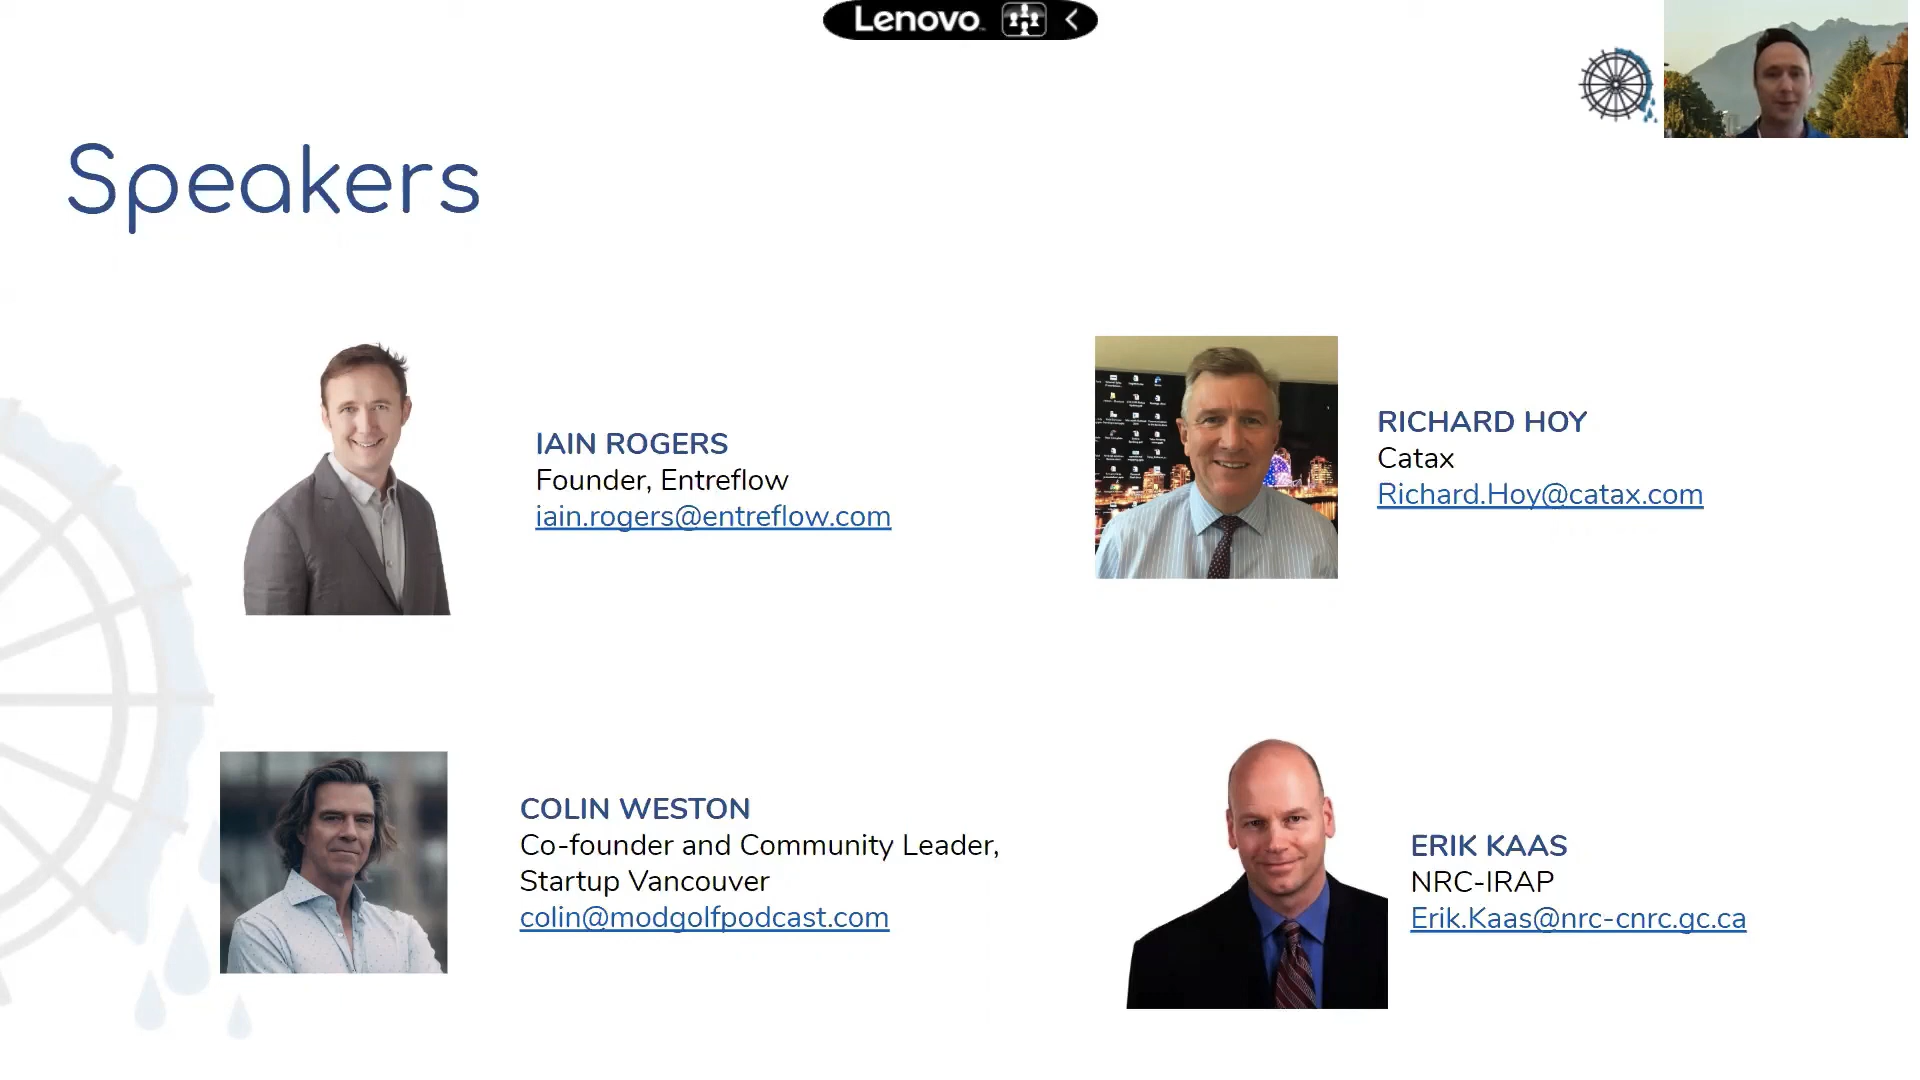 Lenovo
Speakers
IAIN ROGERS
Founder, Entreflow
iain.rogers@entreflow.com
RICHARD HOY
Catax
Richard.Hoy@catax.com
COLIN WESTON
Co-founder and Community Leader,
Startup Vancouver
colin@modgolfpodcast.com
ERIK KAAS
NRC-IRAP
Erik.Kaas@nrc-cnrc.gc.ca